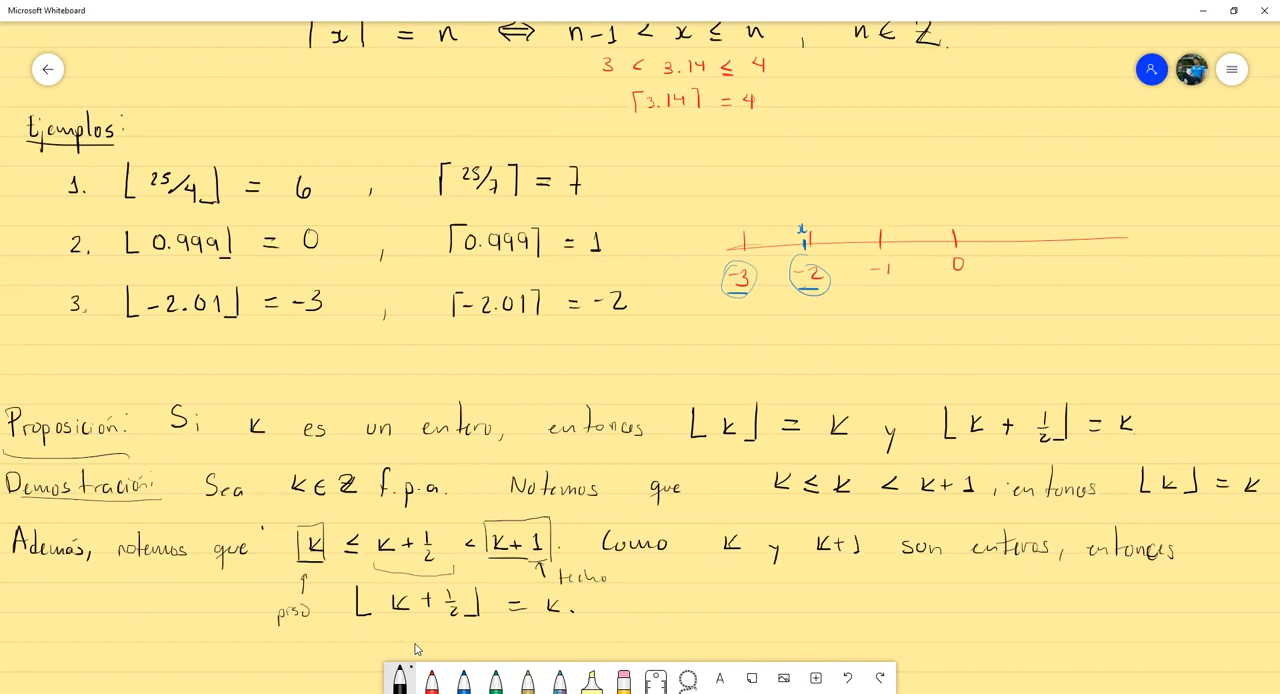 Microsoft Whiteboard
⌈x⌉ = n ⟺ n-1 < x ≤ n , n ∈ ℤ.
3 < 3.14 ≤ 4
⌈3.14⌉ = 4
Ejemplos:
1. ⌊25/4⌋ = 6 , ⌈25/7⌉ = 7
2. ⌊0.999⌋ = 0 , ⌈0.999⌉ = 1
3. ⌊-2.01⌋ = -3 , ⌈-2.01⌉ = -2
x
-3 -2 -1 0
Proposición: Si k es un entero, entonces ⌊k⌋ = k y ⌊k + 1/2⌋ = k
Demostración: Sea k ∈ ℤ f.p.a. Notemos que k ≤ k < k+1, entonces ⌊k⌋ = k
Además, notemos que k ≤ k + 1/2 < k+1. Como k y k+1 son enteros, entonces
piso techo
⌊k + 1/2⌋ = k.
A